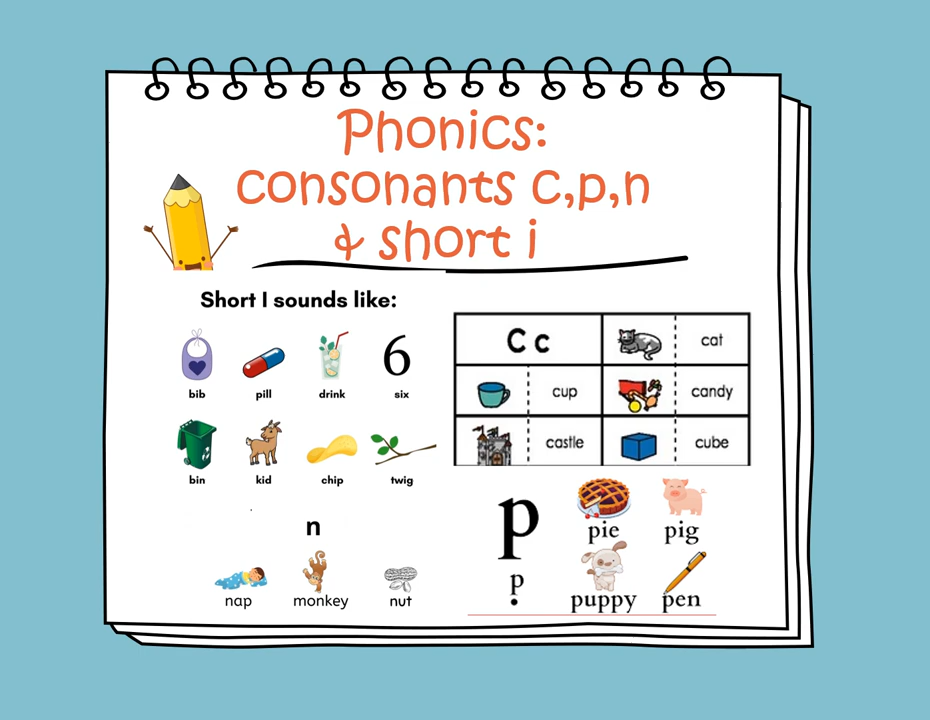 Phonics:
consonants c,p,n
& short i
Short I sounds like:
bib pill drink 6 six
bin kid chip twig
n
nap monkey nut
C c cat
cup candy
castle cube
p pie pig
p puppy pen